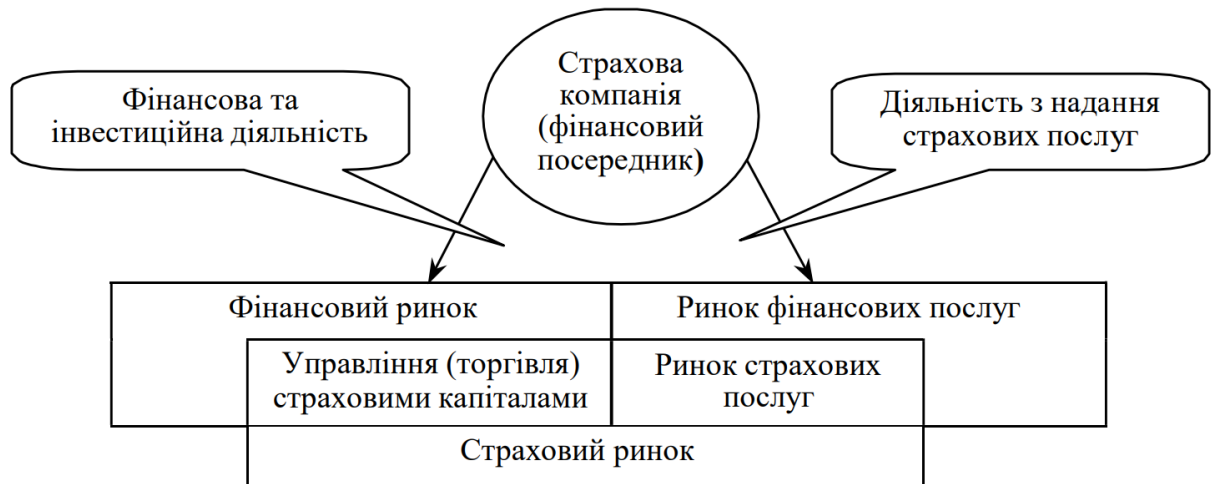 Страхова
компанія
(фінансовий
посередник)
Фінансова та
інвестиційна діяльність
Діяльність з надання
страхових послуг
Фінансовий ринок
Ринок фінансових послуг
Управління (торгівля)
страховими капіталами
Ринок страхових
послуг
Страховий ринок